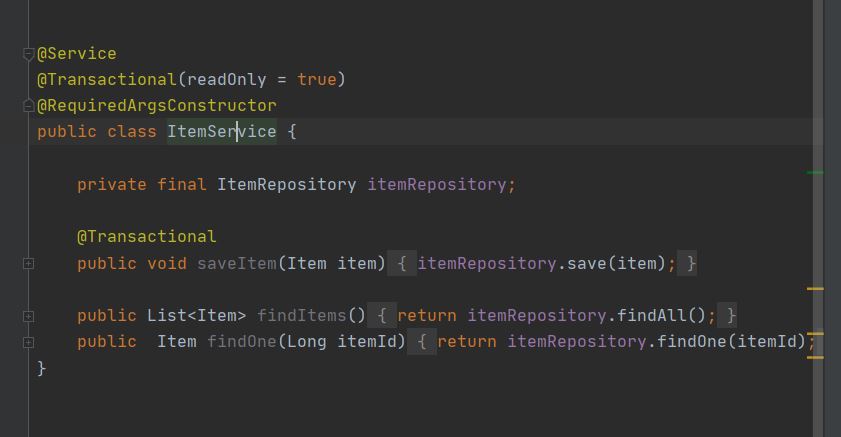 @Service
@Transactional(readOnly = true)
@RequiredArgsConstructor
public class ItemService {
private final ItemRepository itemRepository;
@Transactional
public void saveItem(Item item) { itemRepository.save(item); }
public List<Item> findItems() { return itemRepository.findAll(); }
public  Item findOne(Long itemId) { return itemRepository.findOne(itemId);
}